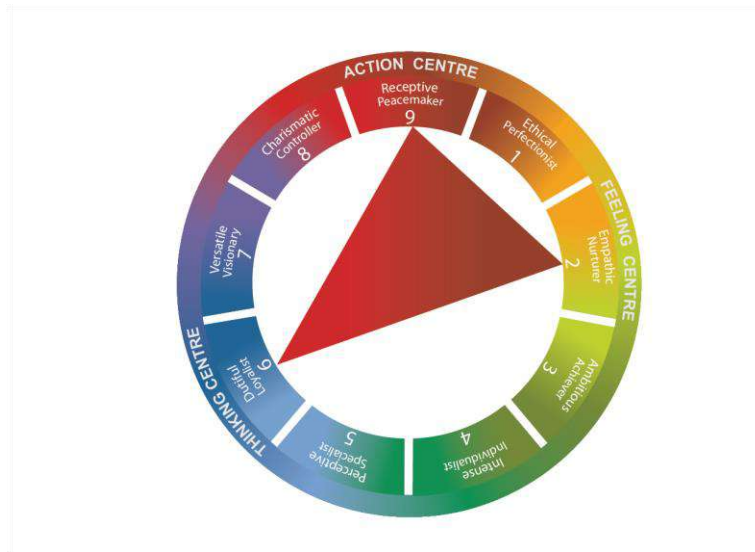 ACTION CENTRE
Receptive
Peacemaker
9
Ethical
Perfectionist
1
FEELING CENTRE
Empathic
Nurturer
2
Ambitious
Achiever
3
Intense
Individualist
4
Perceptive
Specialist
5
THINKING CENTRE
Dutiful
Loyalist
6
Versatile
Visionary
7
Charismatic
Controller
8